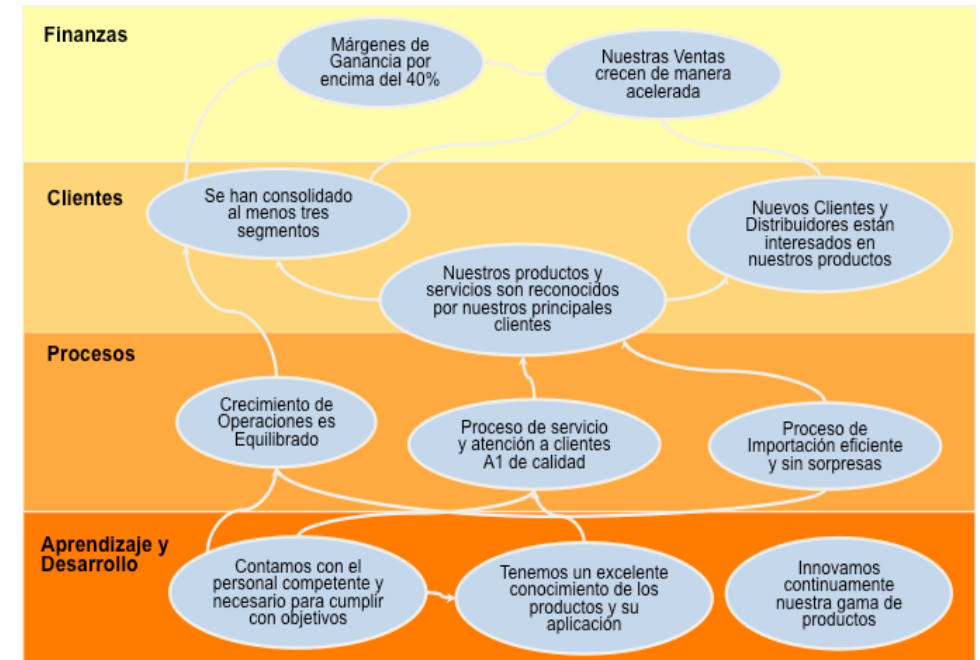 Finanzas
Márgenes de
Ganancia por
encima del 40%
Nuestras Ventas
crecen de manera
acelerada
Clientes
Se han consolidado
al menos tres
segmentos
Nuevos Clientes y
Distribuidores están
interesados en
nuestros productos
Nuestros productos y
servicios son reconocidos
por nuestros principales
clientes
Procesos
Crecimiento de
Operaciones es
Equilibrado
Proceso de servicio
y atención a clientes
A1 de calidad
Proceso de
Importación eficiente
y sin sorpresas
Aprendizaje y
Desarrollo
Contamos con el
personal competente y
necesario para cumplir
con objetivos
Tenemos un excelente
conocimiento de los
productos y su
aplicación
Innovamos
continuamente
nuestra gama de
productos